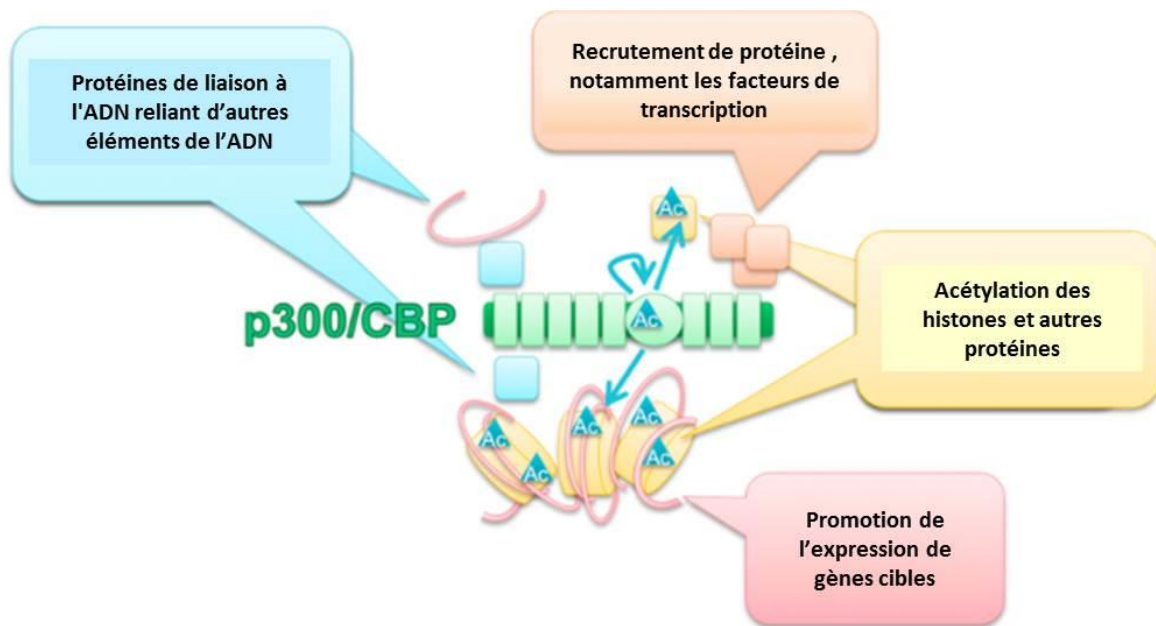 Protéines de liaison à
l'ADN reliant d’autres
éléments de l’ADN
Recrutement de protéine ,
notamment les facteurs de
transcription
Ac
p300/CBP
Ac
Acétylation des
histones et autres
protéines
Ac
Ac
Ac
Ac
Ac
Promotion de
l’expression de
gènes cibles